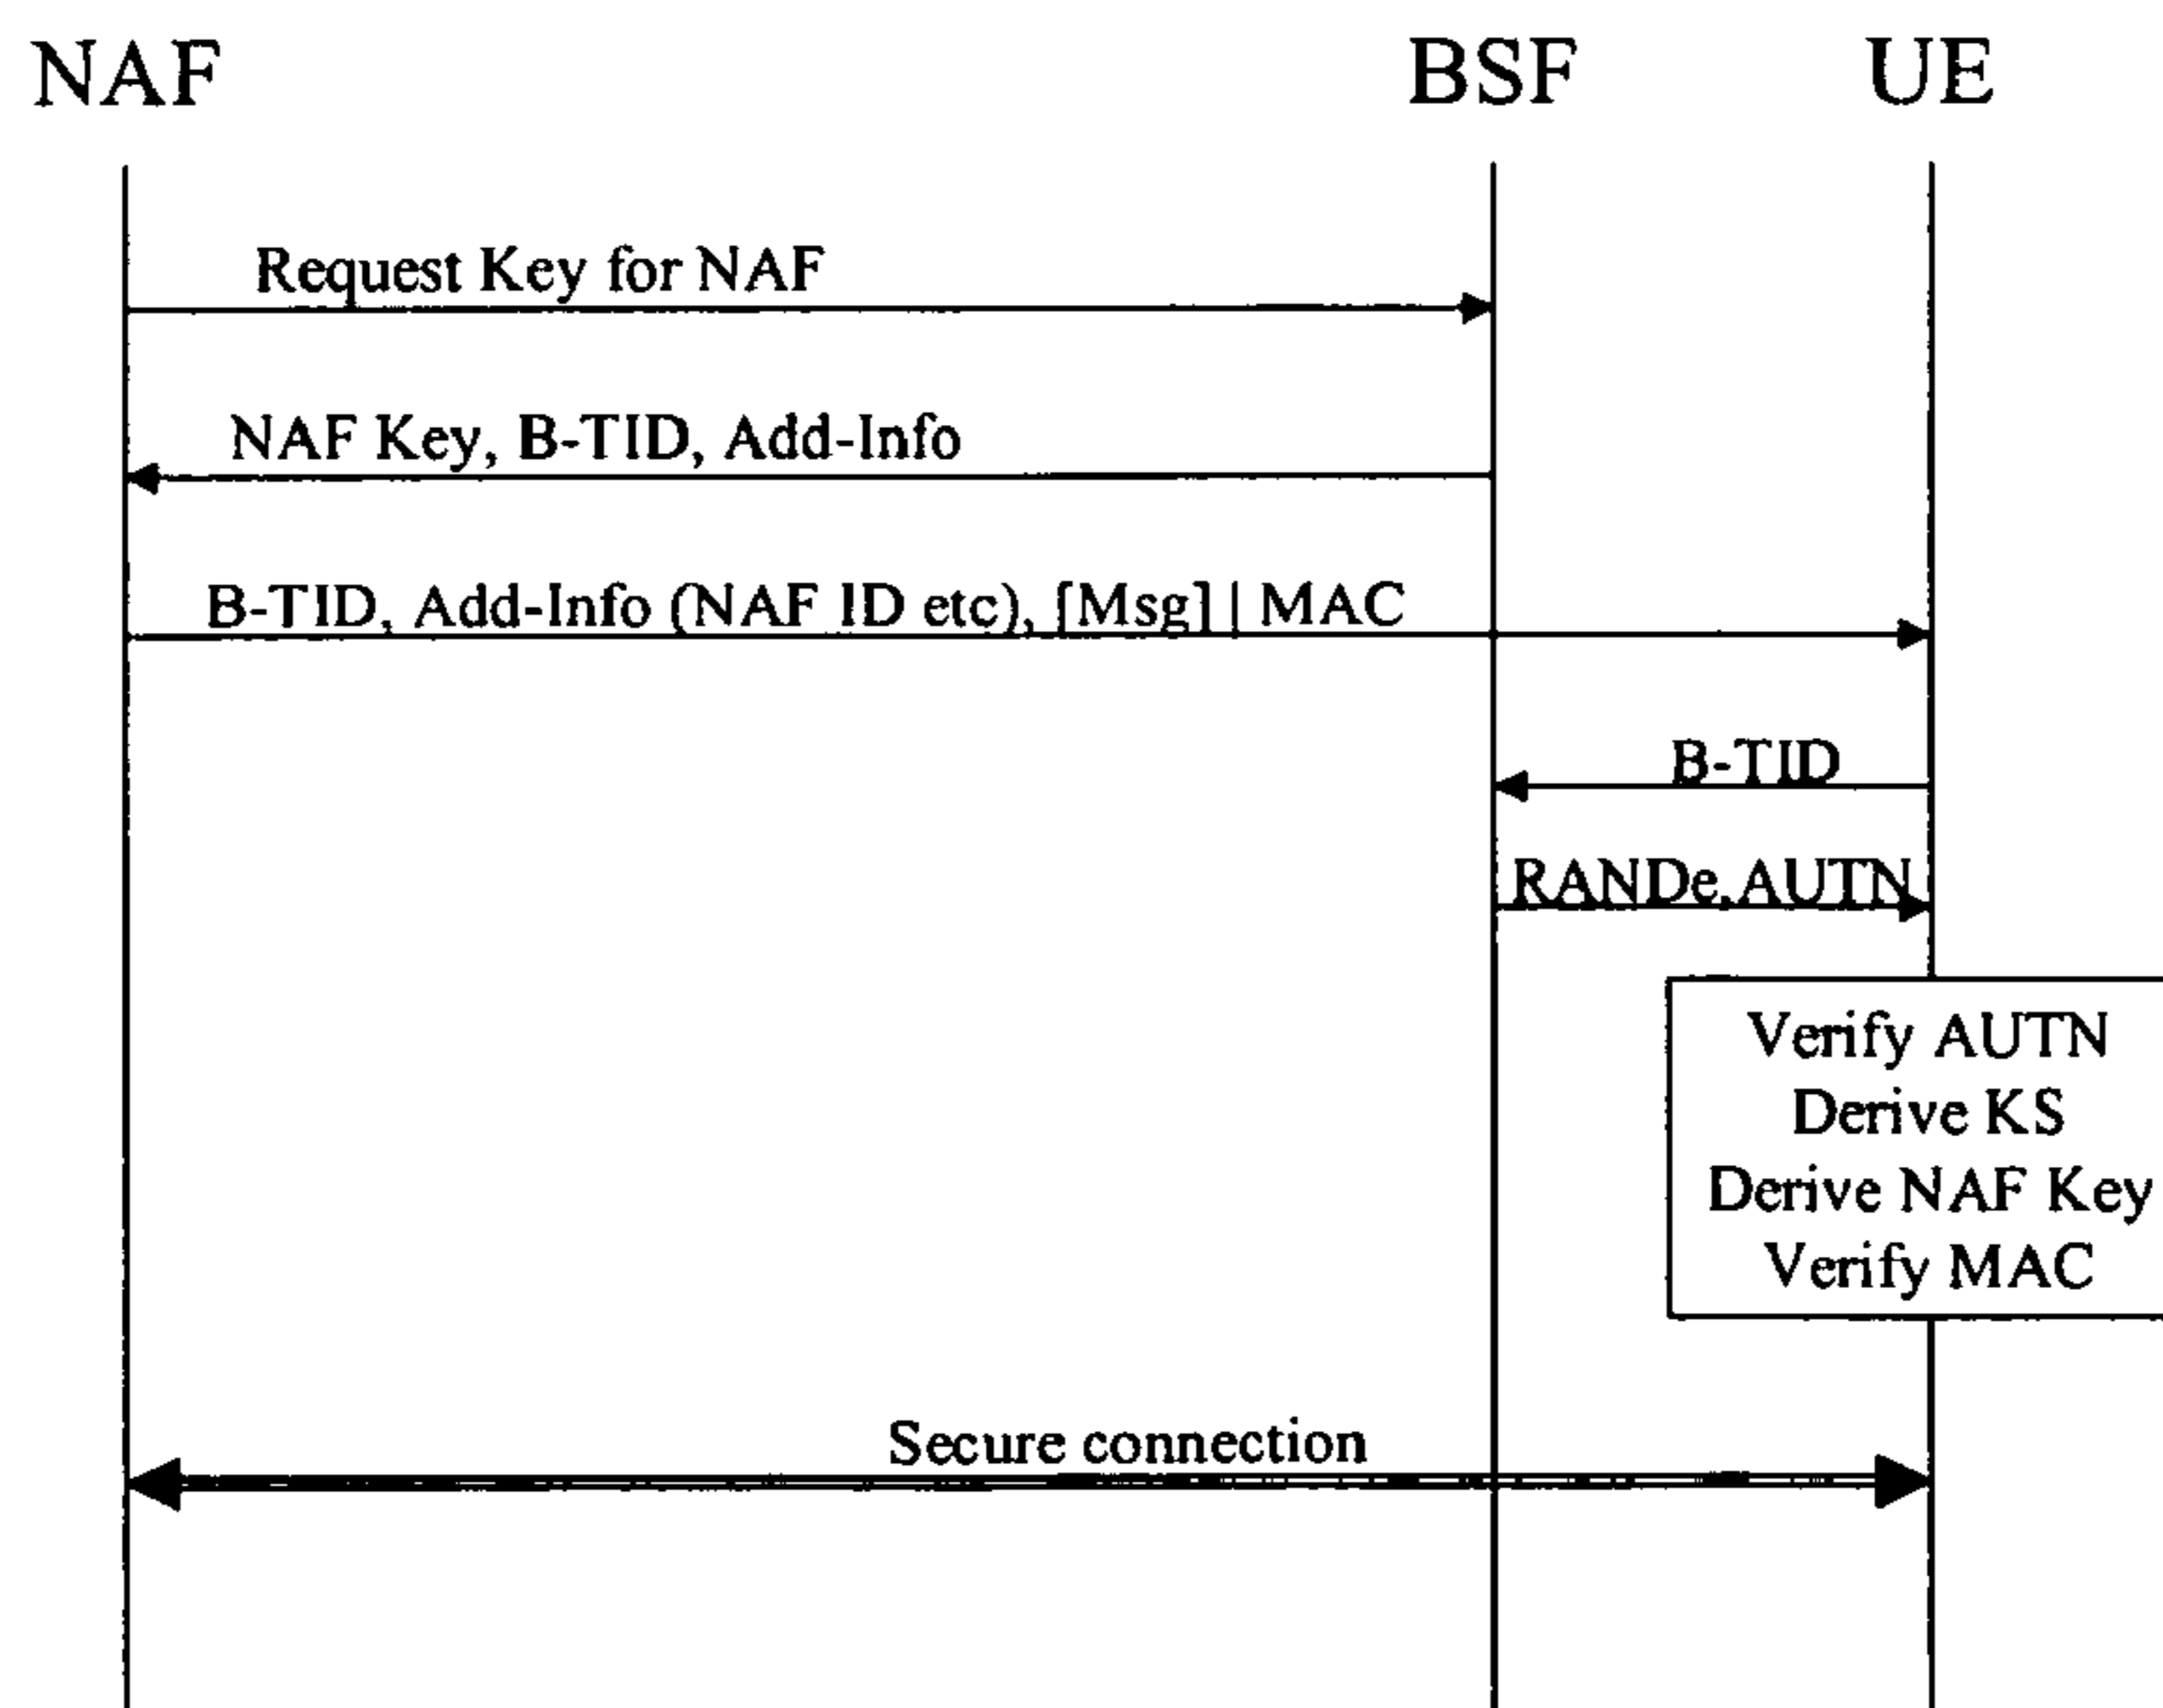 NAF BSF UE
Request Key for NAF
NAF Key, B-TID, Add-Info
B-TID, Add-Info (NAF ID etc), [Msg] | MAC
B-TID
RANDe, AUTN
Verify AUTN
Derive KS
Derive NAF Key
Verify MAC
Secure connection